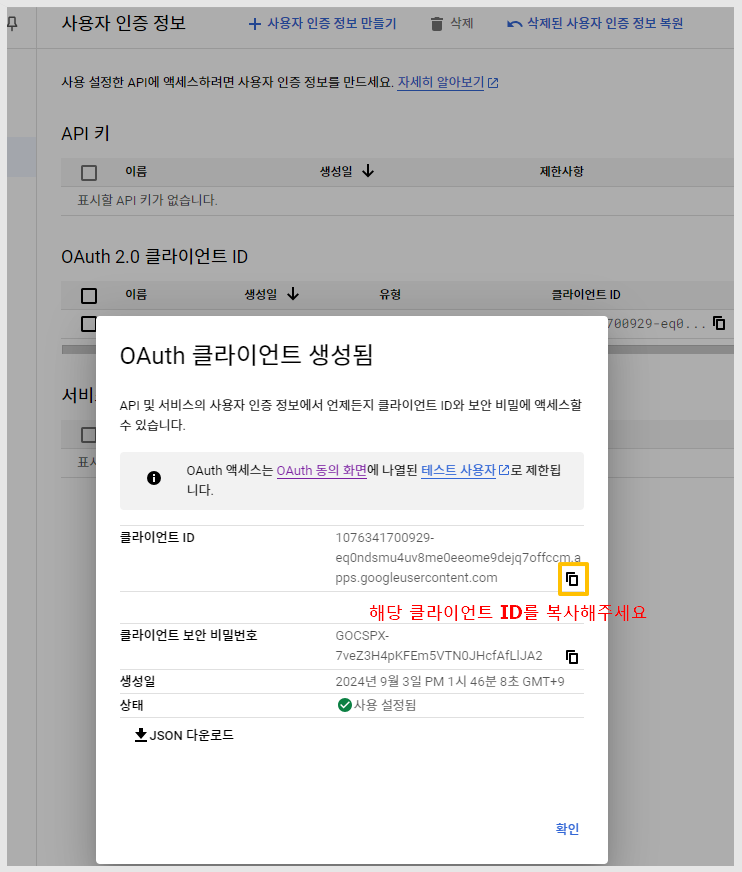 사용자 인증 정보
사용자 인증 정보 만들기
삭제
삭제된 사용자 인증 정보 복원
사용 설정한 API에 액세스하려면 사용자 인증 정보를 만드세요. 자세히 알아보기
API 키
이름 생성일 제한사항
표시할 API 키가 없습니다.
OAuth 2.0 클라이언트 ID
이름 생성일 유형 클라이언트 ID
700929-eq0...
OAuth 클라이언트 생성됨
API 및 서비스의 사용자 인증 정보에서 언제든지 클라이언트 ID와 보안 비밀에 액세스할
수 있습니다.
OAuth 액세스는 OAuth 동의 화면에 나열된 테스트 사용자로 제한됩
니다.
클라이언트 ID
1076341700929-
eq0ndsmu4uv8me0eeome9dejq7offccm.a
pps.googleusercontent.com
해당 클라이언트 ID를 복사해주세요
클라이언트 보안 비밀번호
GOCSPX-
7veZ3H4pKFEm5VTN0JHcfAfLlJA2
생성일 2024년 9월 3일 PM 1시 46분 8초 GMT+9
상태 사용 설정됨
JSON 다운로드
확인